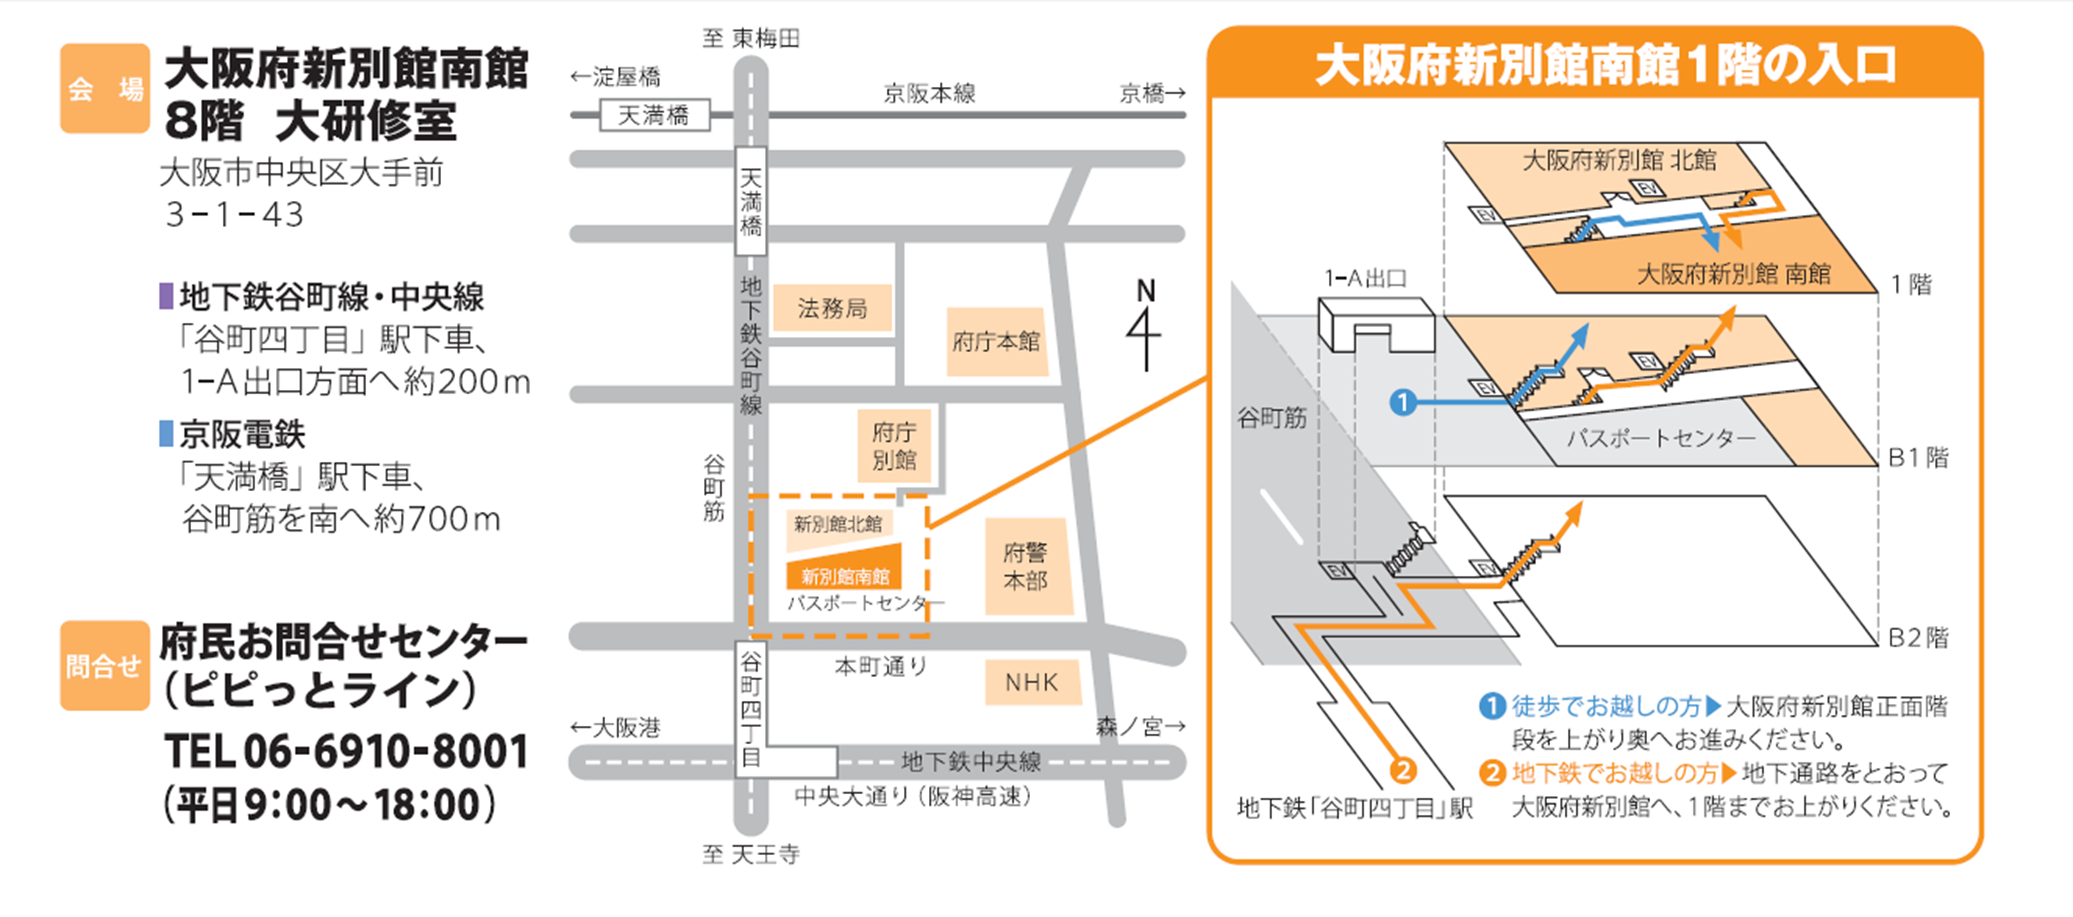 会 場
大阪府新別館南館
8階 大研修室
大阪市中央区大手前
3-1-43
地下鉄谷町線・中央線
「谷町四丁目」駅下車、
1-A出口方面へ約200m
京阪電鉄
「天満橋」駅下車、
谷町筋を南へ約700m
問合せ
府民お問合せセンター
(ピピっとライン)
TEL 06-6910-8001
(平日9:00~18:00)
至 東梅田
←淀屋橋
京阪本線
京橋→
天満橋
天満橋
地下鉄谷町線
法務局
府庁本館
N
府庁
別館
谷町筋
新別館北館
新別館南館
パスポートセンター
府警
本部
本町通り
谷町四丁目
NHK
←大阪港
森ノ宮→
地下鉄中央線
中央大通り(阪神高速)
至 天王寺
大阪府新別館南館1階の入口
大阪府新別館 北館
EV
EV
大阪府新別館 南館
1階
1-A出口
EV
EV
1
谷町筋
パスポートセンター
B1階
EV
EV
B2階
2
地下鉄「谷町四丁目」駅
1 徒歩でお越しの方▶大阪府新別館正面階
段を上がり奥へお進みください。
2 地下鉄でお越しの方▶地下通路をとおって
大阪府新別館へ、1階までお上がりください。